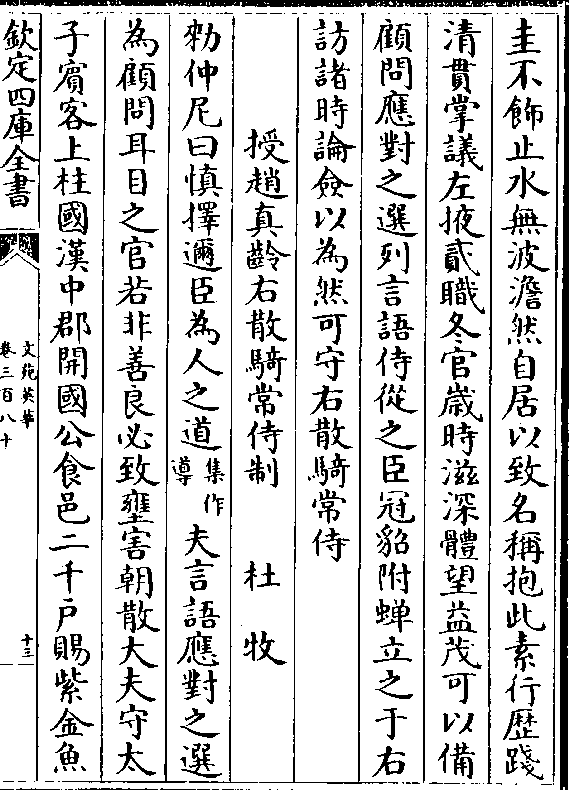 圭不飾止水無波澹然自居以致名稱抱此素行歴踐
清貫掌議左掖貳職冬官歳時滋深體望益茂可以備
顧問應對之選列言語侍從之臣冠貂附蝉立之于右
訪諸時論僉以為然可守右散騎常侍
授趙真齡右散騎常侍制　杜牧
勑仲尼曰慎擇邇臣為人之道集作導夫言語應對之選
為顧問耳目之官若非善良必致壅害朝散大夫守太
子賓客上柱國漢中郡開國公食邑二千戸賜紫金魚
欽定四庫全書
文苑英華
卷三百八十
十三